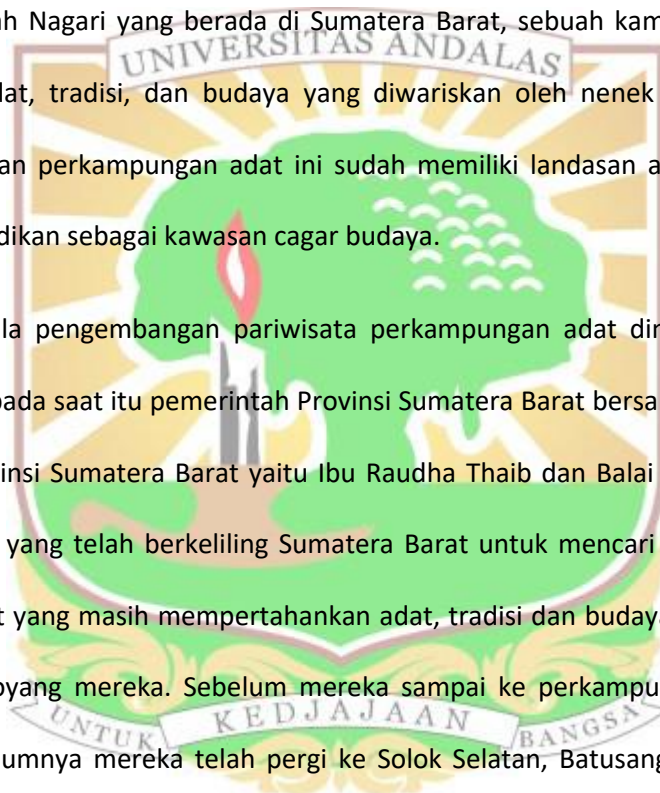 ah Nagari yang berada di Sumatera Barat, sebuah kam
UNIVERSITAS ANDALAS
lat, tradisi, dan budaya yang diwariskan oleh nenek
an perkampungan adat ini sudah memiliki landasan a
dikan sebagai kawasan cagar budaya.
la pengembangan pariwisata perkampungan adat dir
pada saat itu pemerintah Provinsi Sumatera Barat bersa
insi Sumatera Barat yaitu Ibu Raudha Thaib dan Balai
yang telah berkeliling Sumatera Barat untuk mencari
t yang masih mempertahankan adat, tradisi dan budaya
oyang mereka. Sebelum mereka sampai ke perkampu
UNTUK KEDJAJAAN BANGSA
umnya mereka telah pergi ke Solok Selatan, Batusang